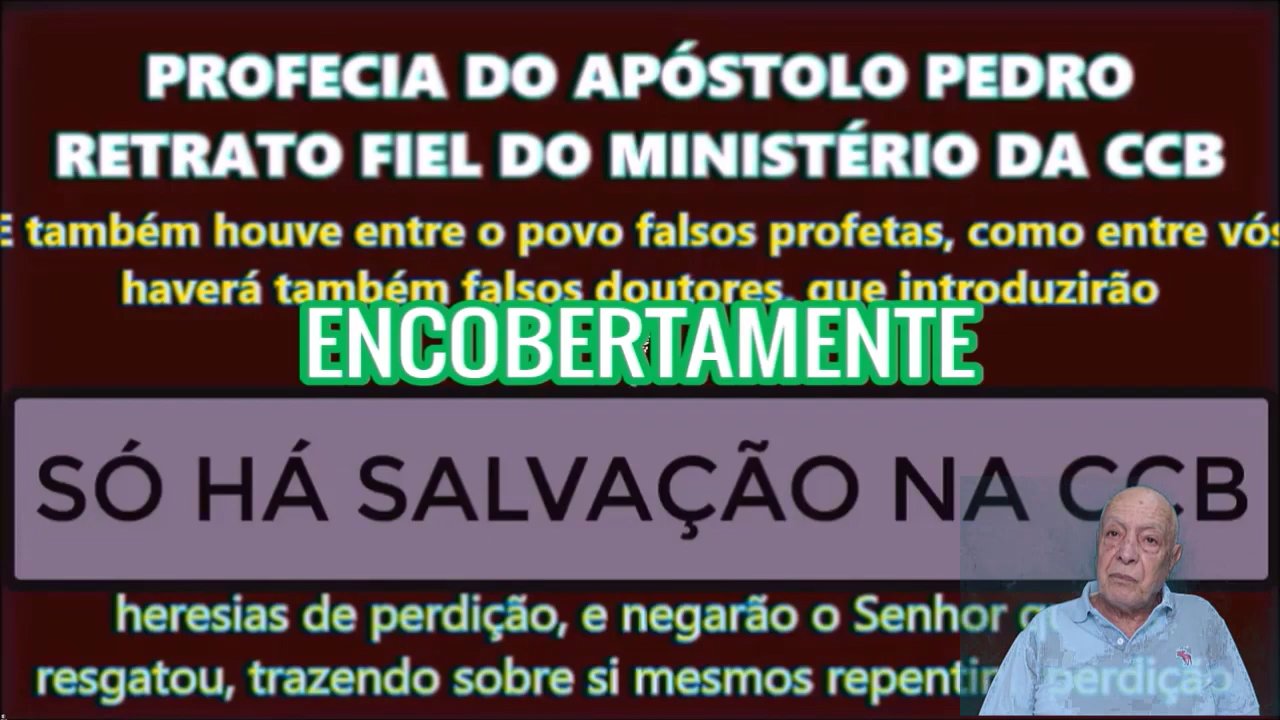 PROFECIA DO APÓSTOLO PEDRO
RETRATO FIEL DO MINISTÉRIO DA CCB
E também houve entre o povo falsos profetas, como entre vós
haverá também falsos doutores, que introduzirão
ENCOBERTAMENTE
SÓ HÁ SALVAÇÃO NA CCB
heresias de perdição, e negarão o Senhor
resgatou, trazendo sobre si mesmos repentina perdição